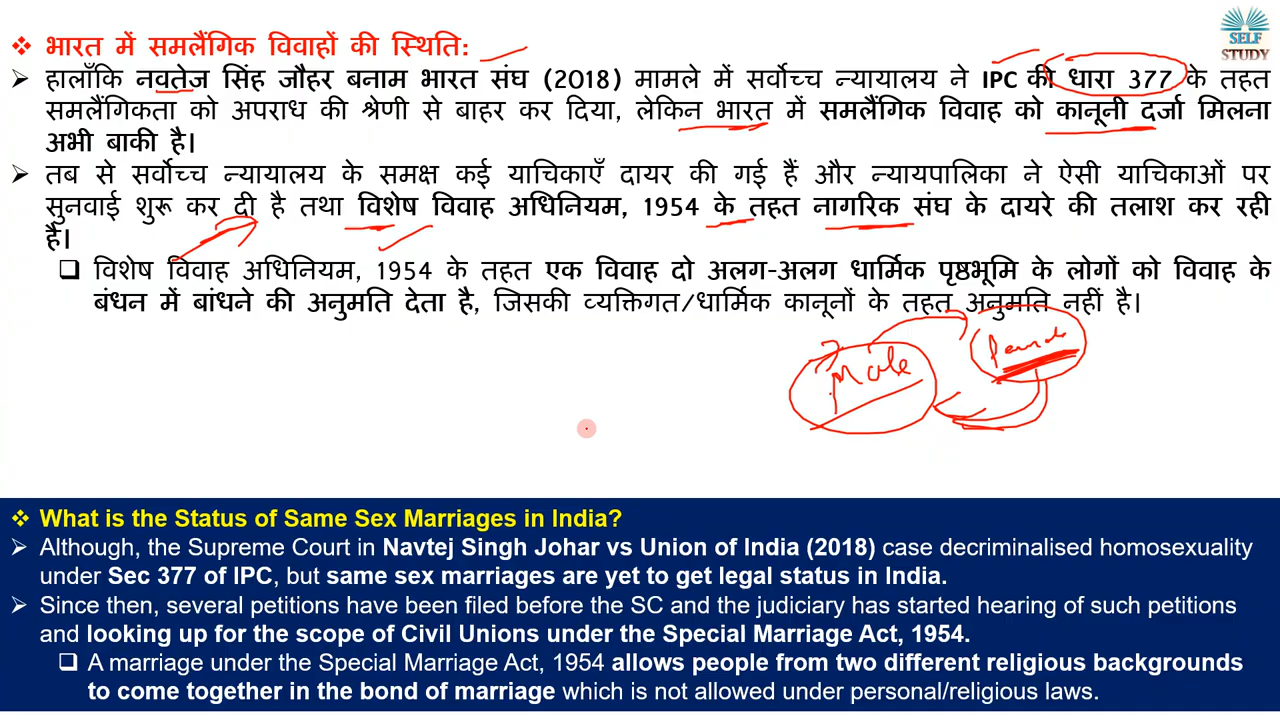 SELF
STUDY
❖ भारत में समलैंगिक विवाहों की स्थिति:
➢ हालाँकि नवतेज सिंह जौहर बनाम भारत संघ (2018) मामले में सर्वोच्च न्यायालय ने IPC की धारा 377 के तहत
समलैंगिकता को अपराध की श्रेणी से बाहर कर दिया, लेकिन भारत में समलैंगिक विवाह को कानूनी दर्जा मिलना
अभी बाकी है।
➢ तब से सर्वोच्च न्यायालय के समक्ष कई याचिकाएँ दायर की गई हैं और न्यायपालिका ने ऐसी याचिकाओं पर
सुनवाई शुरू कर दी है तथा विशेष विवाह अधिनियम, 1954 के तहत नागरिक संघ के दायरे की तलाश कर रही
है।
❑ विशेष विवाह अधिनियम, 1954 के तहत एक विवाह दो अलग-अलग धार्मिक पृष्ठभूमि के लोगों को विवाह के
बंधन में बांधने की अनुमति देता है, जिसकी व्यक्तिगत/धार्मिक कानूनों के तहत अनुमति नहीं है।
Male
❖ What is the Status of Same Sex Marriages in India?
➢ Although, the Supreme Court in Navtej Singh Johar vs Union of India (2018) case decriminalised homosexuality
under Sec 377 of IPC, but same sex marriages are yet to get legal status in India.
➢ Since then, several petitions have been filed before the SC and the judiciary has started hearing of such petitions
and looking up for the scope of Civil Unions under the Special Marriage Act, 1954.
❑ A marriage under the Special Marriage Act, 1954 allows people from two different religious backgrounds
to come together in the bond of marriage which is not allowed under personal/religious laws.